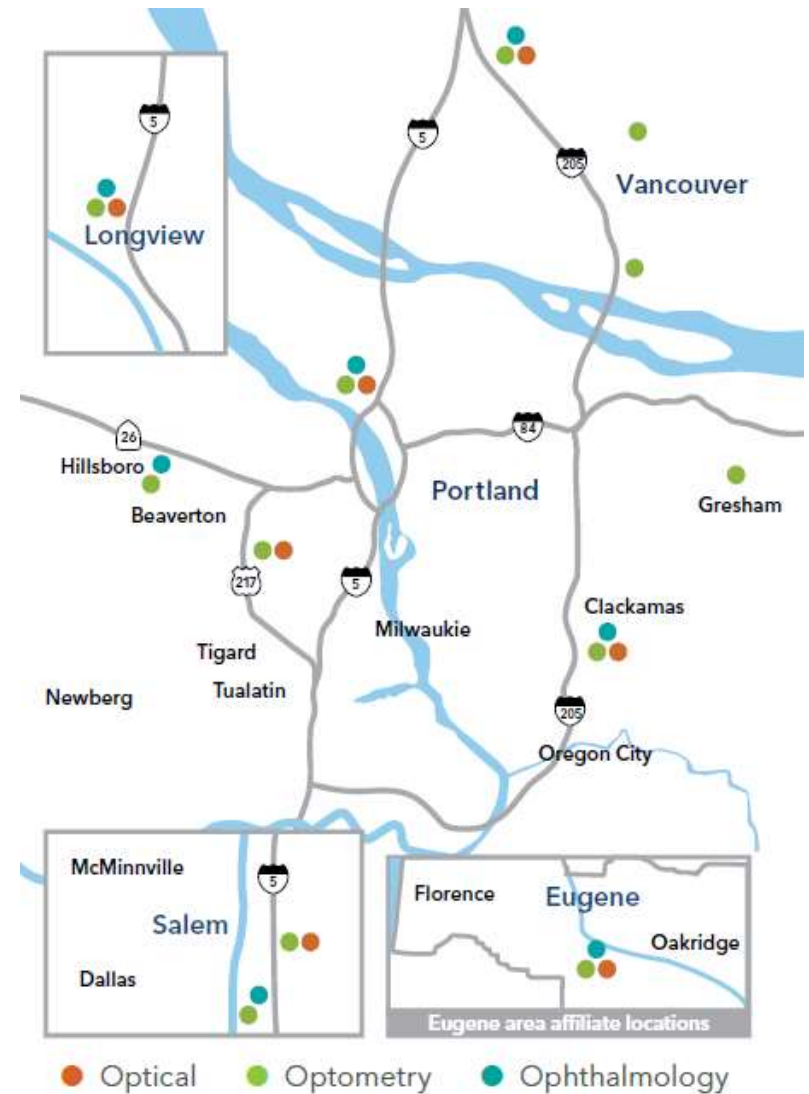 5
205
Vancouver
5
Longview
26
84
Hillsboro
Portland
Beaverton
Gresham
217
5
Clackamas
Milwaukie
Tigard
Newberg
Tualatin
205
Oregon City
McMinnville
5
Salem
Dallas
Florence
Eugene
Oakridge
Eugene area affiliate locations
Optical Optometry Ophthalmology